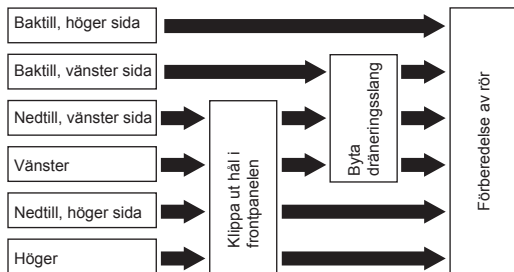 Baktill, höger sida
Baktill, vänster sida
Nedtill, vänster sida
Vänster
Nedtill, höger sida
Höger
Klippa ut hål i
frontpanelen
Byta
dräneringsslang
Förberedelse av rör